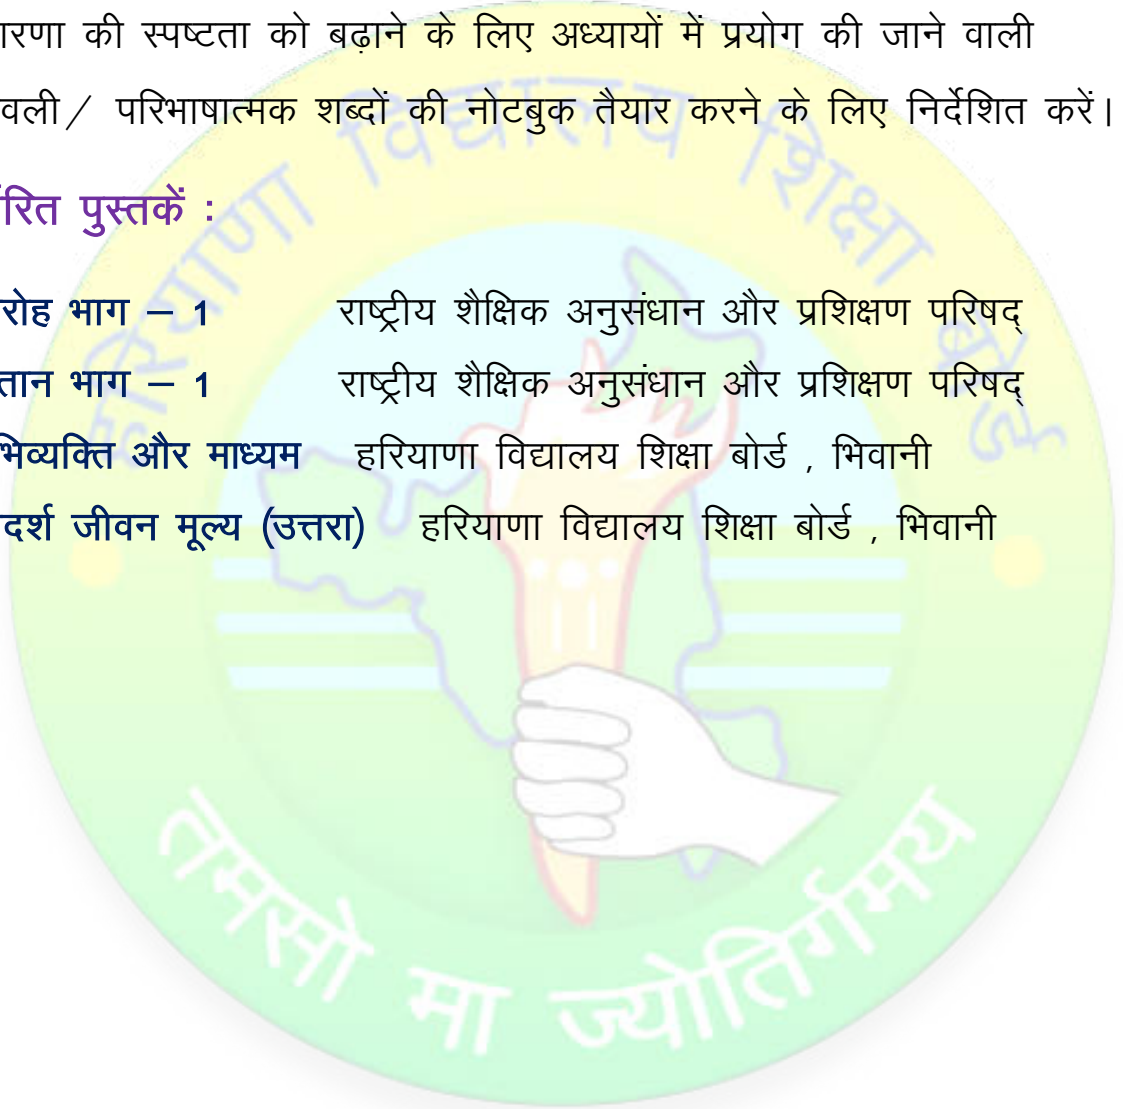 ारणा की स्पष्टता को बढ़ाने के लिए अध्यायों में प्रयोग की जाने वाली
वली / परिभाषात्मक शब्दों की नोटबुक तैयार करने के लिए निर्देशित करें।
र्रित पुस्तकें :
रोह भाग – 1 राष्ट्रीय शैक्षिक अनुसंधान और प्रशिक्षण परिषद्
तान भाग – 1 राष्ट्रीय शैक्षिक अनुसंधान और प्रशिक्षण परिषद्
भिव्यक्ति और माध्यम हरियाणा विद्यालय शिक्षा बोर्ड , भिवानी
दर्श जीवन मूल्य (उत्तरा) हरियाणा विद्यालय शिक्षा बोर्ड , भिवानी
हरियाणा विद्यालय शिक्षा बोर्ड
तमसो मा ज्योतिर्गमय